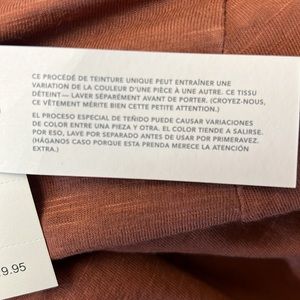 CE PROCÉDÉ DE TEINTURE UNIQUE PEUT ENTRAÎNER UNE
VARIATION DE LA COULEUR D'UNE PIÈCE À UNE AUTRE. CE TISSU
DÉTEINT— LAVER SÉPARÉMENT AVANT DE PORTER. (CROYEZ-NOUS,
CE VÊTEMENT MÉRITE BIEN CETTE PETITE ATTENTION.)
EL PROCESO ESPECIAL DE TEÑIDO PUEDE CAUSAR VARIACIONES
DE COLOR ENTRE UNA PIEZA Y OTRA. EL COLOR TIENDE A SALIRSE.
POR ESO, LAVE POR SEPARADO ANTES DE USAR POR PRIMERAVEZ.
(HÁGANOS CASO PORQUE ESTA PRENDA MERECE LA ATENCIÓN
EXTRA.)
9.95